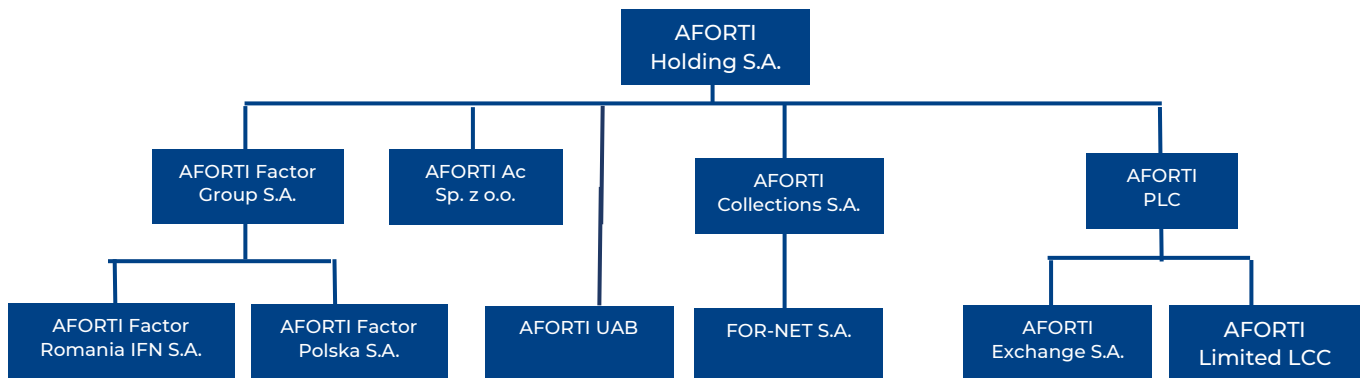 AFORTI
Holding S.A.
AFORTI Factor
Group S.A.
AFORTI Ac
Sp. z o.o.
AFORTI
Collections S.A.
AFORTI
PLC
AFORTI Factor
Romania IFN S.A.
AFORTI Factor
Polska S.A.
AFORTI UAB
FOR-NET S.A.
AFORTI
Exchange S.A.
AFORTI
Limited LCC